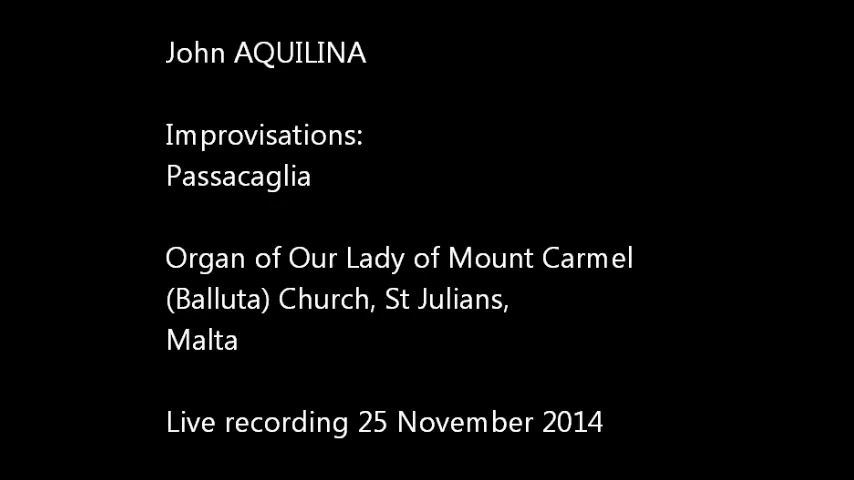 John AQUILINA
Improvisations:
Passacaglia
Organ of Our Lady of Mount Carmel
(Balluta) Church, St Julians,
Malta
Live recording 25 November 2014